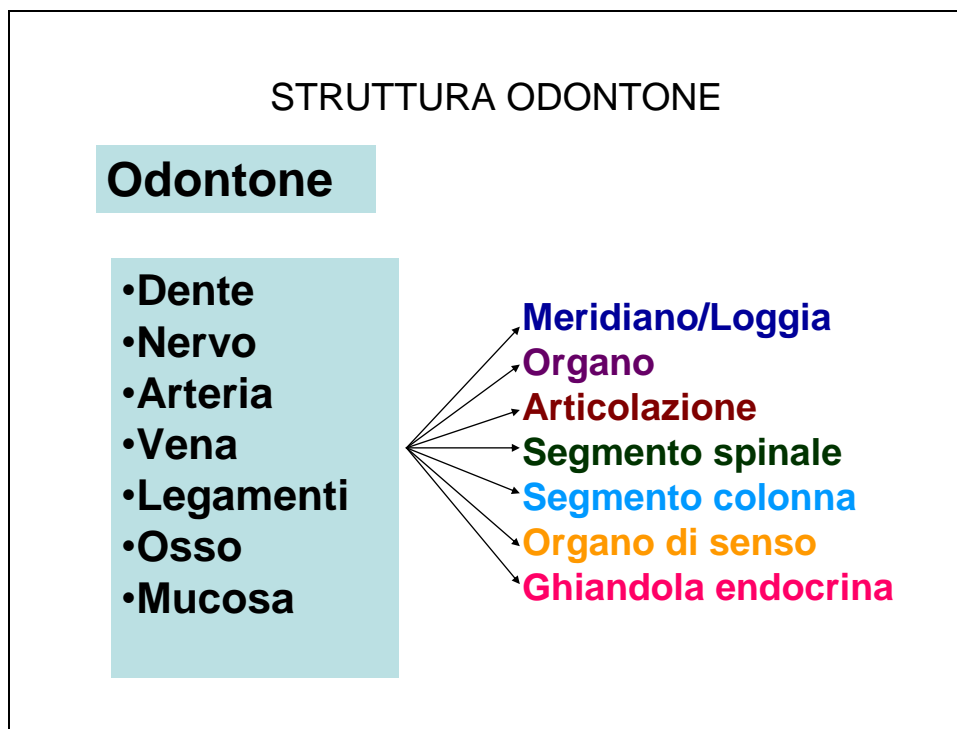 STRUTTURA ODONTONE
Odontone
•Dente
•Nervo
•Arteria
•Vena
•Legamenti
•Osso
•Mucosa
Meridiano/Loggia
Organo
Articolazione
Segmento spinale
Segmento colonna
Organo di senso
Ghiandola endocrina